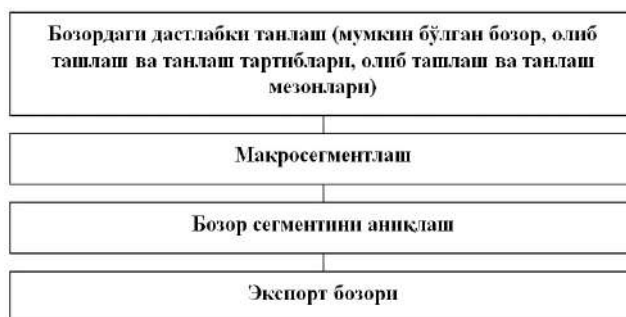 Бозордаги дастлабки танлаш (мумкин бўлган бозор, олиб
ташлаш ва танлаш тартиблари, олиб ташлаш ва танлаш
мезонлари)
Макросегментлаш
Бозор сегментини аниқлаш
Экспорт бозори